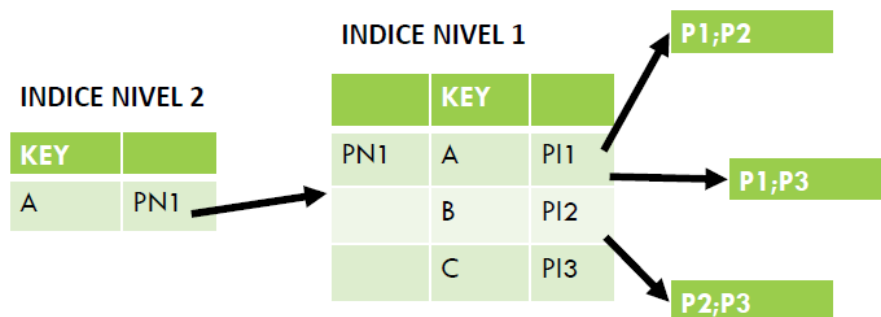 INDICE NIVEL 2
KEY
A PN1
INDICE NIVEL 1
KEY
PN1 A PI1
B PI2
C PI3
P1;P2
P1;P3
P2;P3